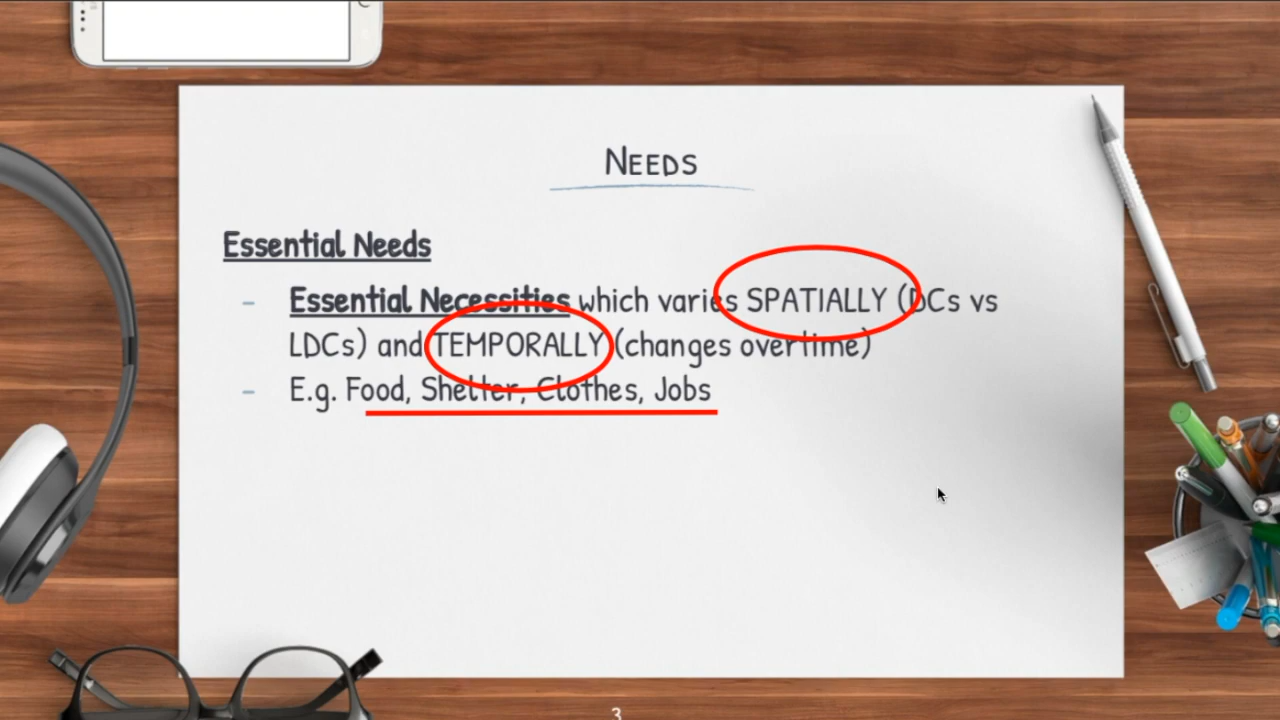 NEEDS
Essential Needs
- Essential Necessities which varies SPATIALLY (DCs vs
LDCs) and TEMPORALLY (changes overtime)
- E.g. Food, Shelter, Clothes, Jobs
3